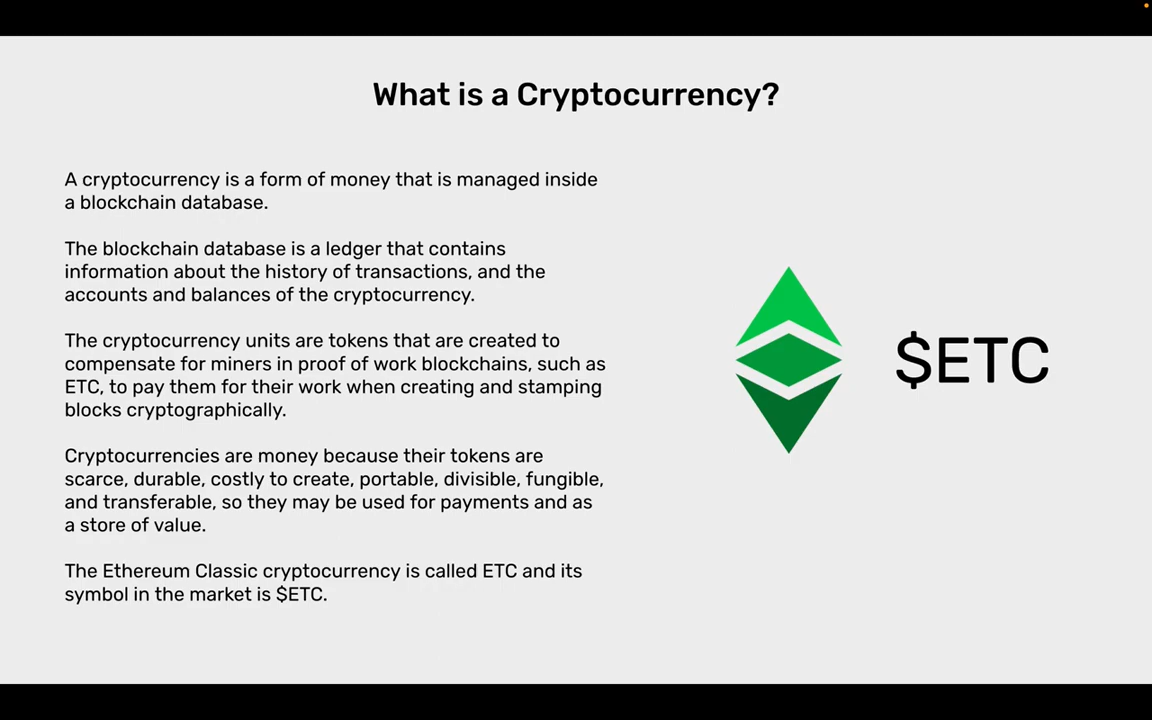 What is a Cryptocurrency?
A cryptocurrency is a form of money that is managed inside
a blockchain database.
The blockchain database is a ledger that contains
information about the history of transactions, and the
accounts and balances of the cryptocurrency.
The cryptocurrency units are tokens that are created to
compensate for miners in proof of work blockchains, such as
ETC, to pay them for their work when creating and stamping
blocks cryptographically.
Cryptocurrencies are money because their tokens are
scarce, durable, costly to create, portable, divisible, fungible,
and transferable, so they may be used for payments and as
a store of value.
The Ethereum Classic cryptocurrency is called ETC and its
symbol in the market is $ETC.
$ETC